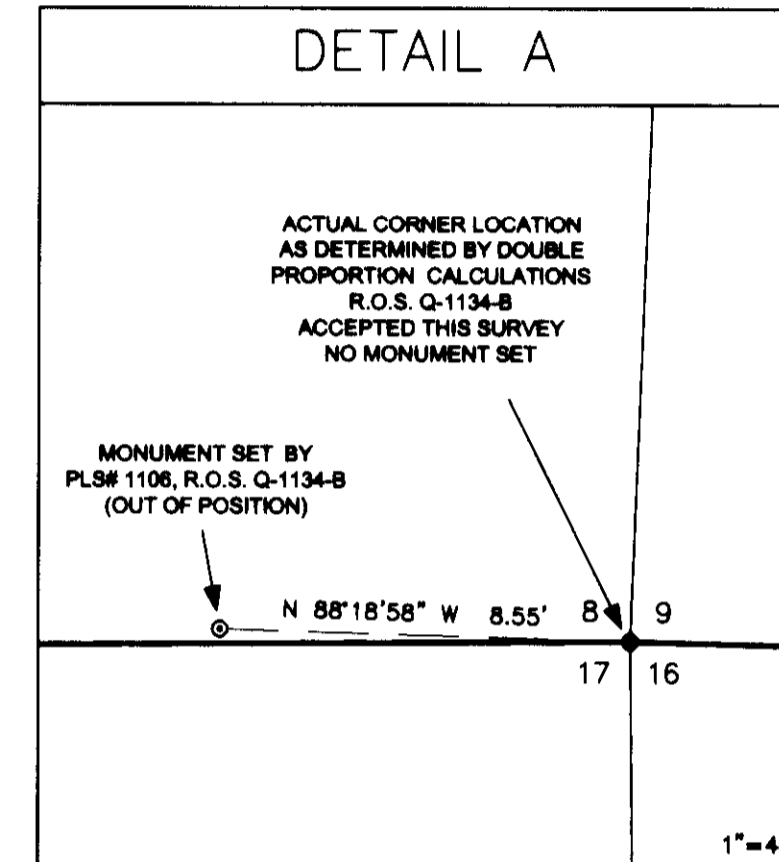 DETAIL A
ACTUAL CORNER LOCATION
AS DETERMINED BY DOUBLE
PROPORTION CALCULATIONS
R.O.S. Q-1134-B
ACCEPTED THIS SURVEY
NO MONUMENT SET
MONUMENT SET BY
PLS# 1106, R.O.S. Q-1134-B
(OUT OF POSITION)
N 88°18'58" W 8.55'
8 9
17 16
1"=4